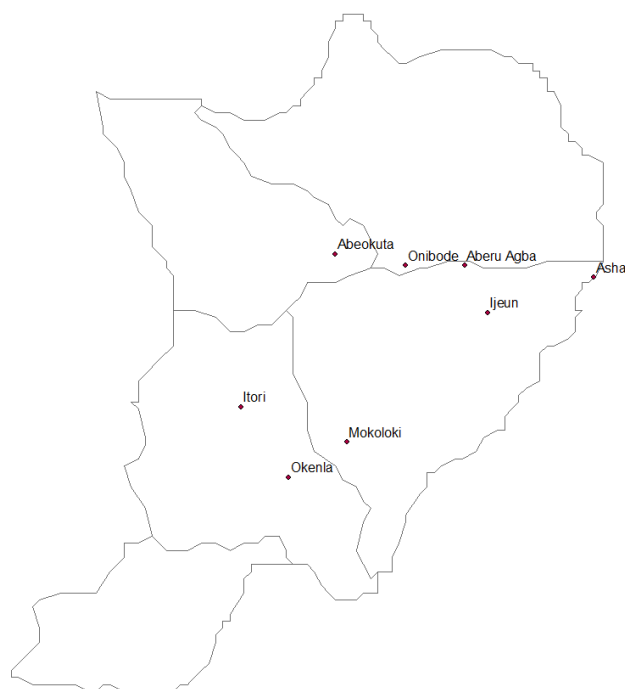 Abeokuta
Onibode
Aberu Agba
Asha
Ijeun
Itori
Mokoloki
Okenla